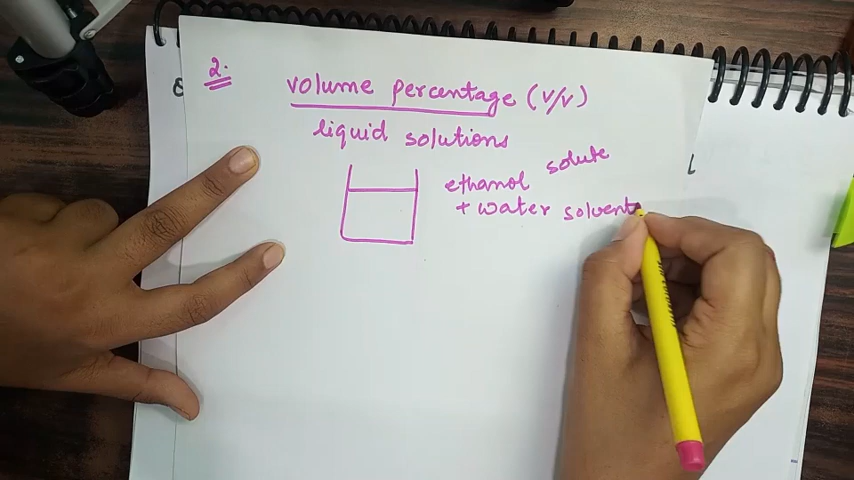 2.
volume percentage (v/v)
liquid solutions
ethanol solute
+ water solvent